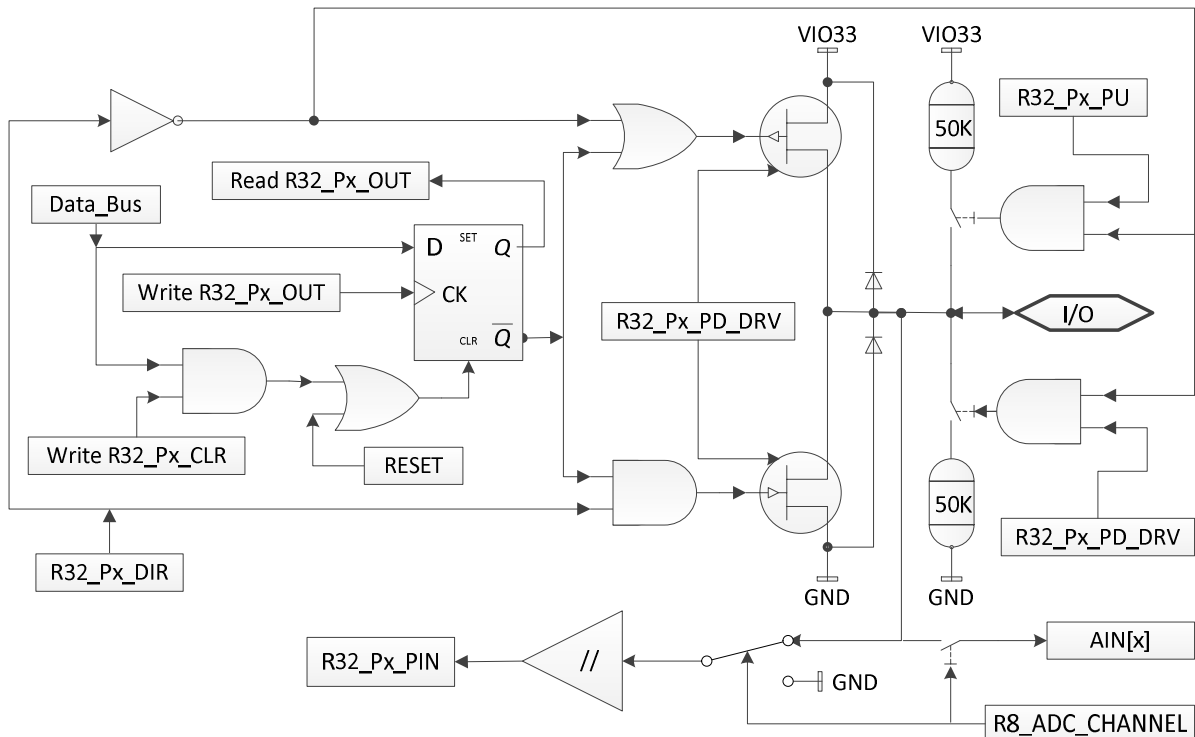 VIO33
VIO33
R32_Px_PU
50K
Read R32_Px_OUT
Data_Bus
D
SET
Q
Write R32_Px_OUT
CK
R32_Px_PD_DRV
I/O
CLR
Q
Write R32_Px_CLR
RESET
50K
R32_Px_PD_DRV
R32_Px_DIR
GND
GND
R32_Px_PIN
//
AIN[x]
GND
R8_ADC_CHANNEL